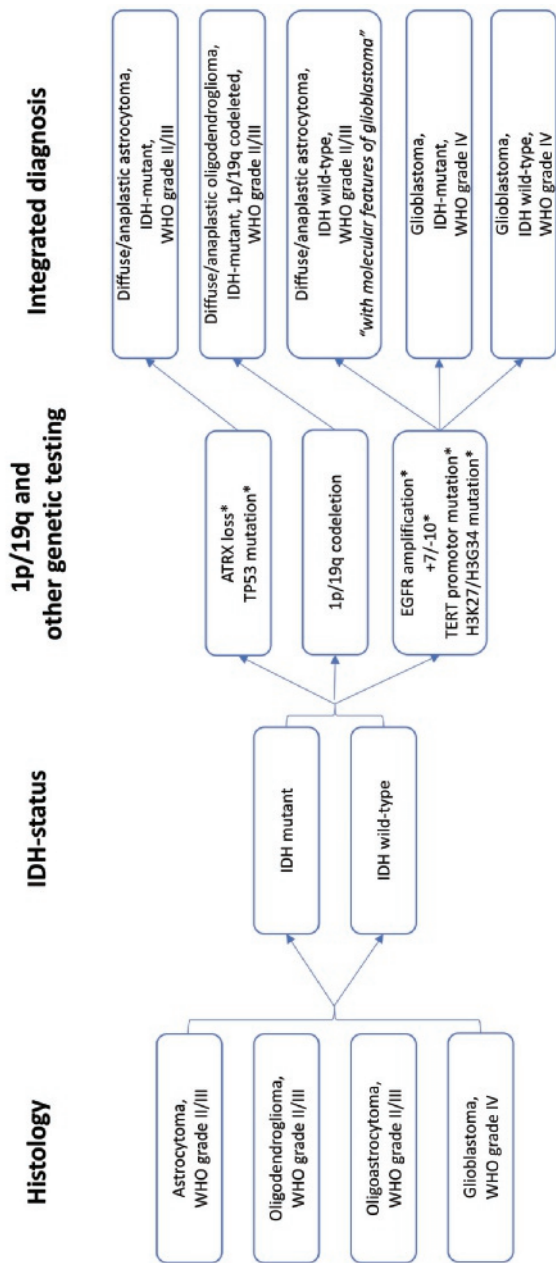 Histology
Astrocytoma,
WHO grade II/III
Oligodendroglioma,
WHO grade II/III
Oligoastrocytoma,
WHO grade II/III
Glioblastoma,
WHO grade IV
IDH-status
IDH mutant
IDH wild-type
1p/19q and
other genetic testing
ATRX loss*
TP53 mutation*
1p/19q codeletion
EGFR amplification*
+7/-10*
TERT promotor mutation*
H3K27/H3G34 mutation*
Integrated diagnosis
Diffuse/anaplastic astrocytoma,
IDH-mutant,
WHO grade II/III
Diffuse/anaplastic oligodendroglioma,
IDH-mutant, 1p/19q codeleted,
WHO grade II/III
Diffuse/anaplastic astrocytoma,
IDH wild-type,
WHO grade II/III
"with molecular features of glioblastoma"
Glioblastoma,
IDH-mutant,
WHO grade IV
Glioblastoma,
IDH wild-type,
WHO grade IV